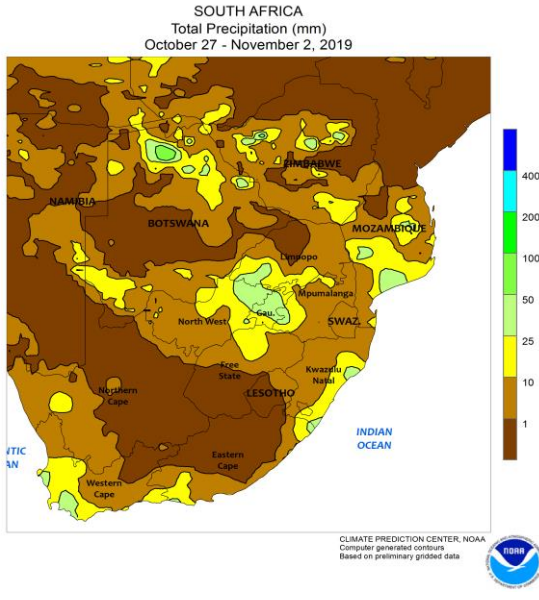 SOUTH AFRICA
Total Precipitation (mm)
October 27 - November 2, 2019
ZIMBABWE
NAMIBIA
BOTSWANA
MOZAMBIQUE
Limpopo
Mpumalanga
Gau.
North West
SWAZ.
Free
State
Kwazulu
Natal
LESOTHO
Northern
Cape
Eastern
Cape
Western
Cape
NTIC
AN
INDIAN
OCEAN
400
200
100
50
25
10
1
CLIMATE PREDICTION CENTER, NOAA
Computer generated contours
Based on preliminary gridded data
NOAA